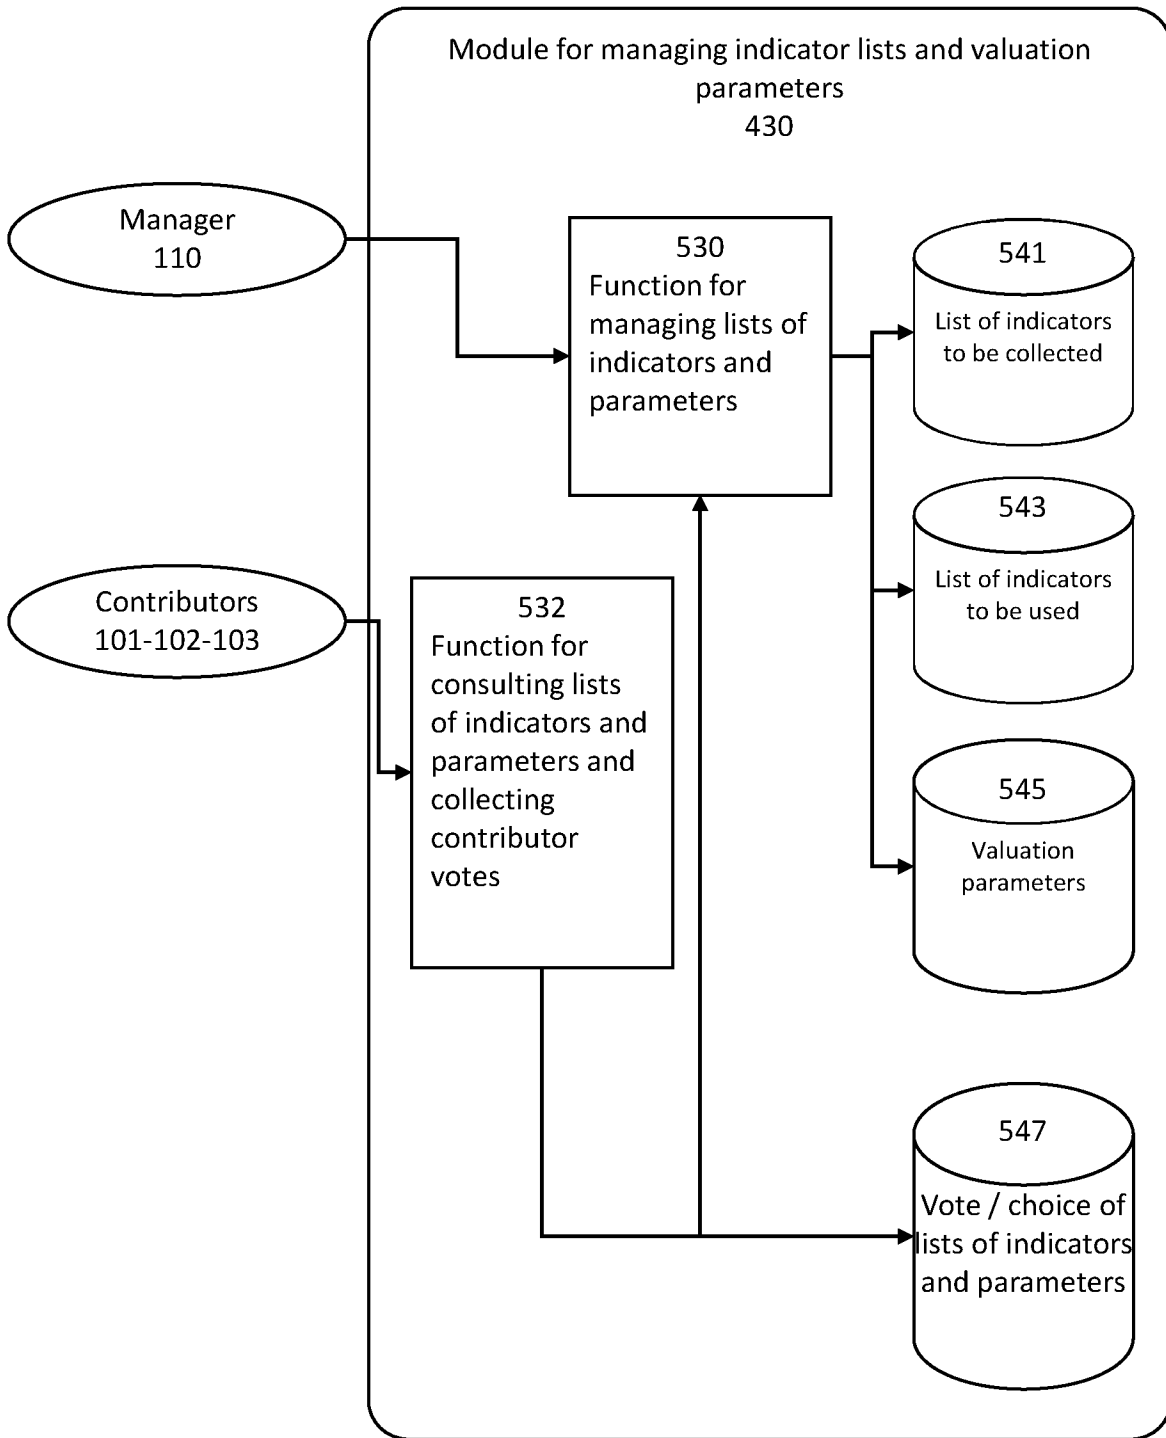 Module for managing indicator lists and valuation
parameters
430
Manager
110
530
Function for
managing lists of
indicators and
parameters
541
List of indicators
to be collected
543
List of indicators
to be used
Contributors
101-102-103
532
Function for
consulting lists
of indicators and
parameters and
collecting
contributor
votes
545
Valuation
parameters
547
Vote / choice of
lists of indicators
and parameters